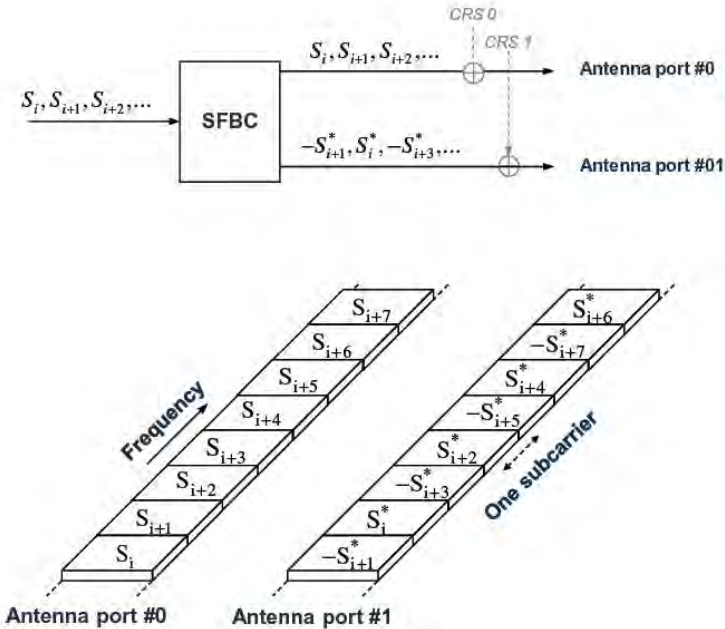 CRS 0
CRS 1
S_i, S_{i+1}, S_{i+2},...
Antenna port #0
S_i, S_{i+1}, S_{i+2},...
SFBC
-S*_{i+1}, S*_i, -S*_{i+3},...
Antenna port #01
S_{i+7}
S_{i+6}
S_{i+5}
S_{i+4}
S_{i+3}
S_{i+2}
S_{i+1}
S_i
Frequency
Antenna port #0
S*_{i+6}
-S*_{i+7}
S*_{i+4}
-S*_{i+5}
S*_{i+2}
-S*_{i+3}
S*_i
-S*_{i+1}
One subcarrier
Antenna port #1